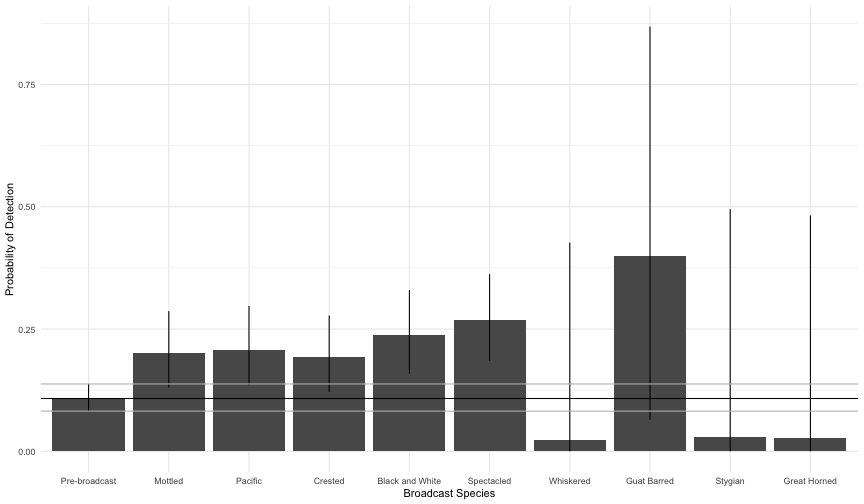 Probability of Detection
0.75
0.50
0.25
0.00
Pre-broadcast Mottled Pacific Crested Black and White Spectacled Whiskered Guat Barred Stygian Great Horned
Broadcast Species